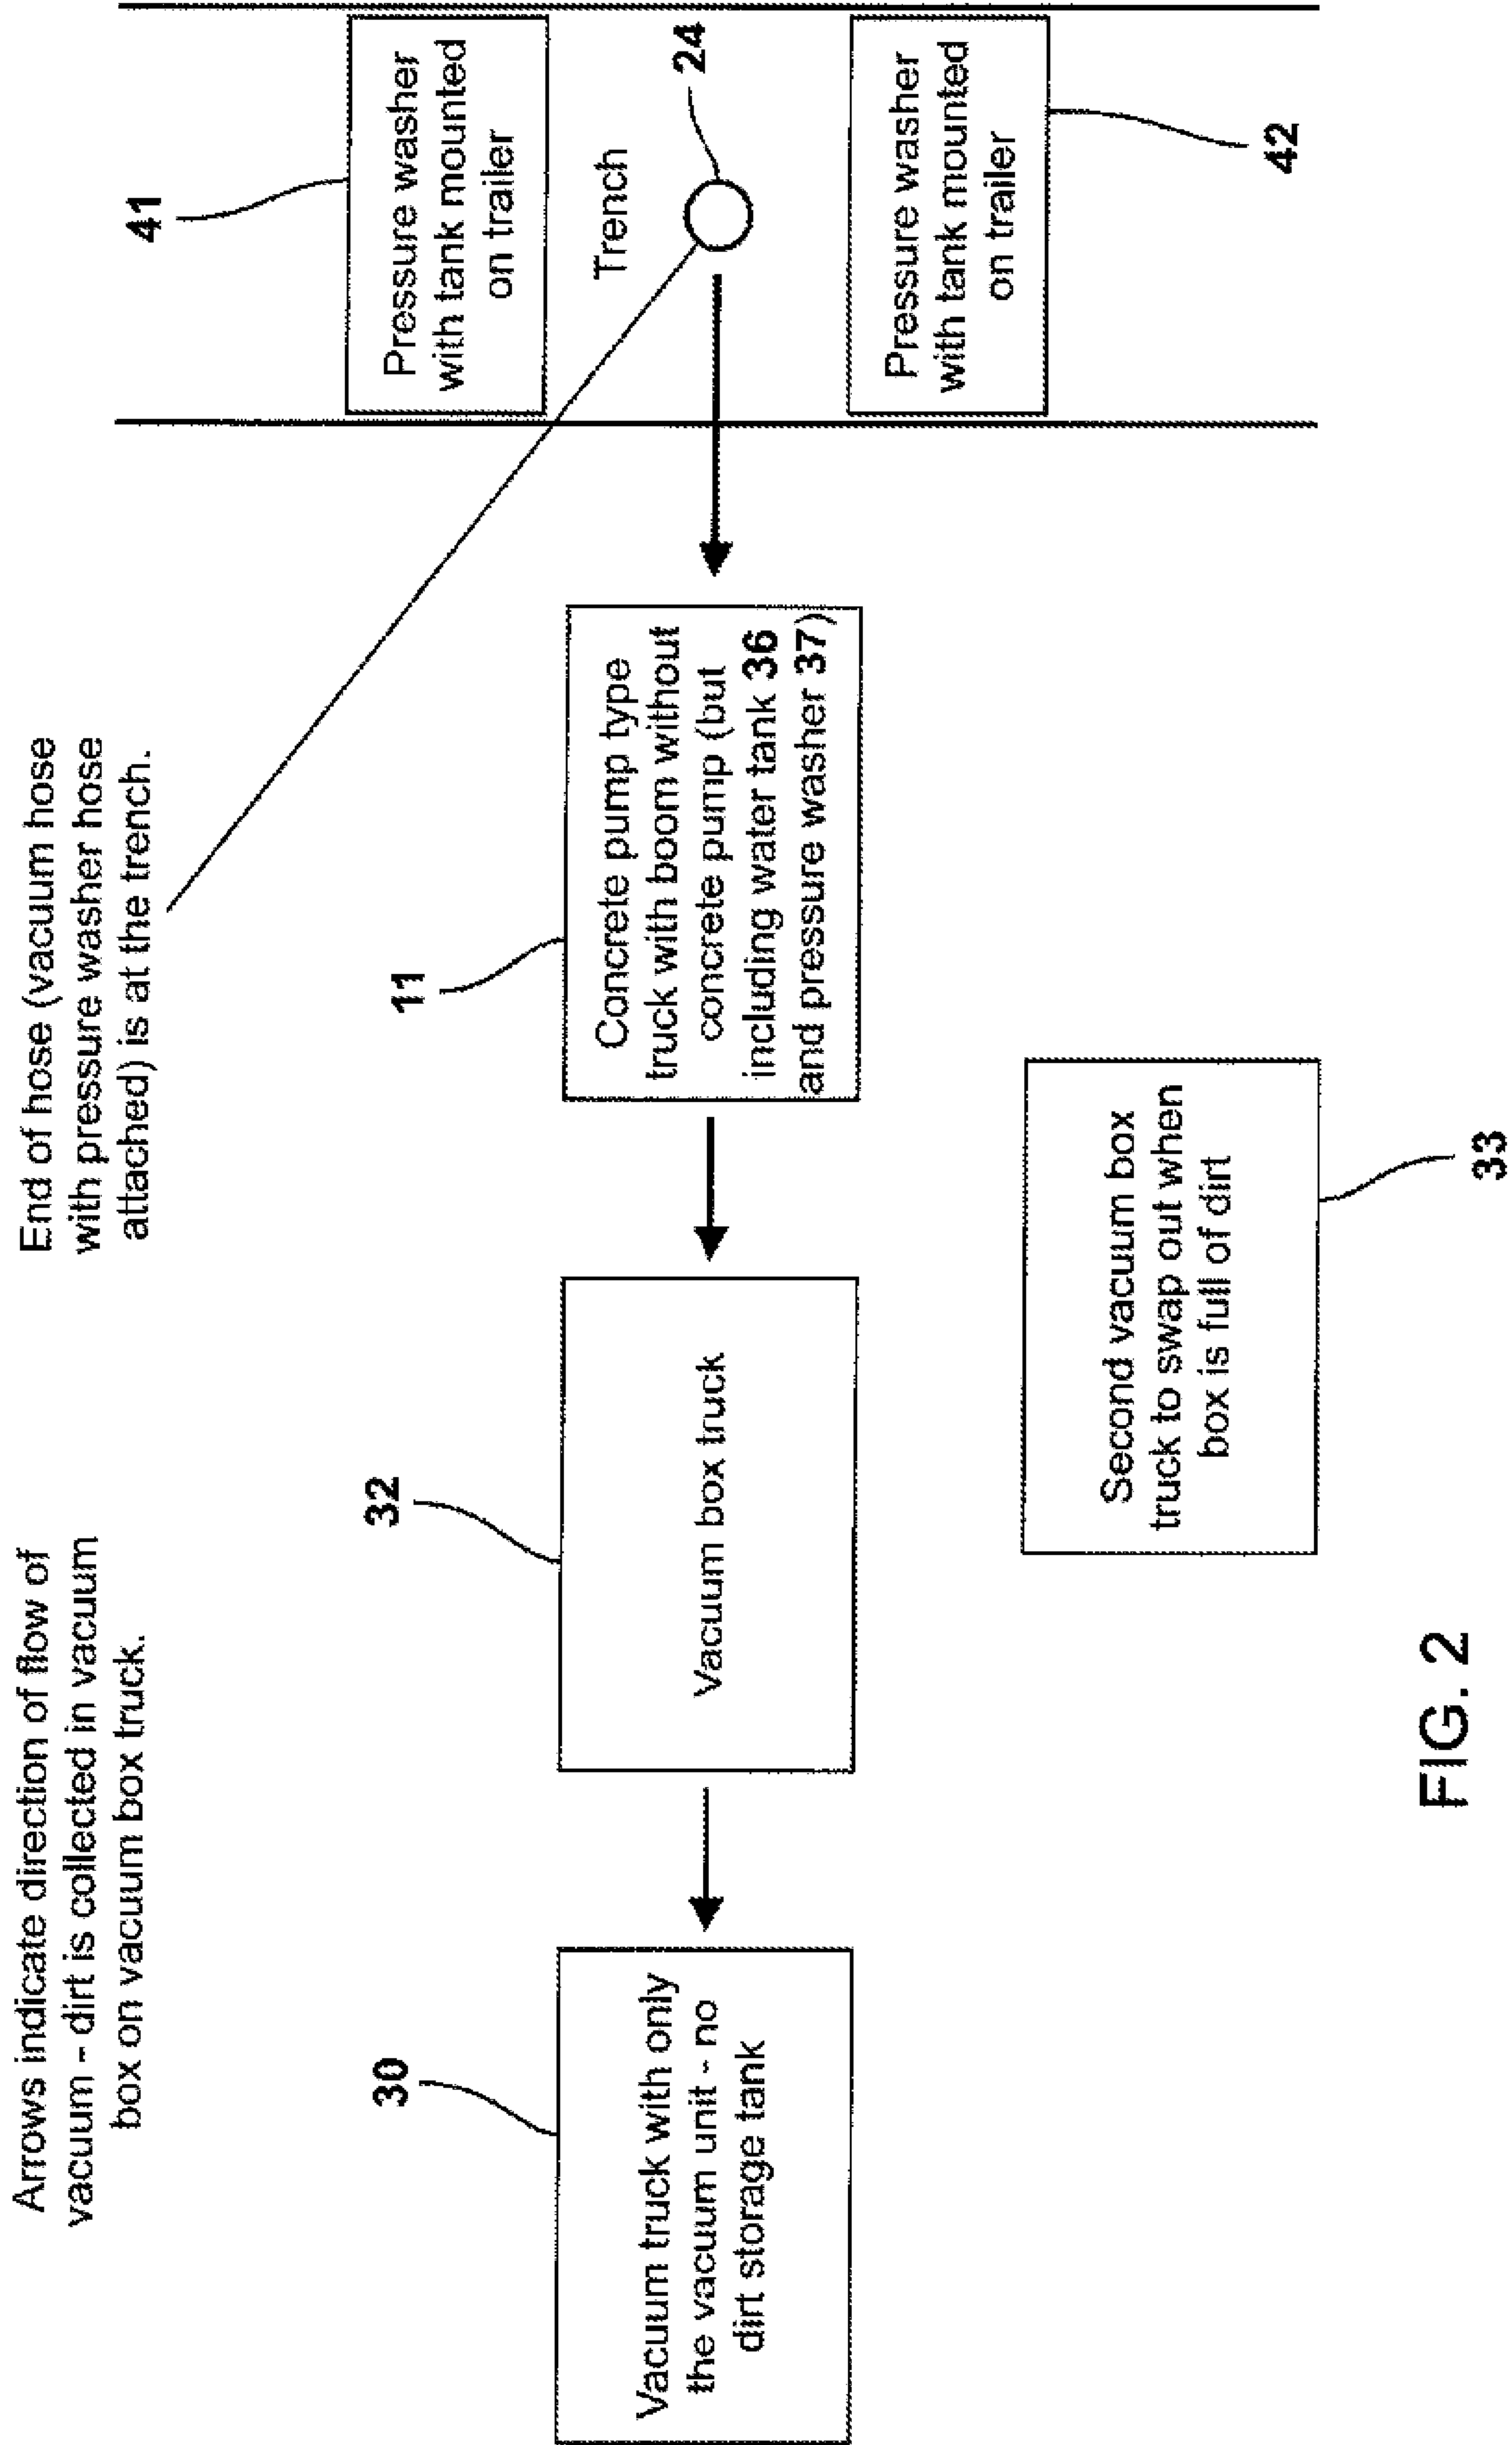 Arrows indicate direction of flow of
vacuum - dirt is collected in vacuum
box on vacuum box truck.
End of hose (vacuum hose
with pressure washer hose
attached) is at the trench.
30
Vacuum truck with only
the vacuum unit - no
dirt storage tank
32
Vacuum box truck
11
Concrete pump type
truck with boom without
concrete pump (but
including water tank 36
and pressure washer 37)
41
Pressure washer
with tank mounted
on trailer
Trench
24
Pressure washer
with tank mounted
on trailer
42
Second vacuum box
truck to swap out when
box is full of dirt
33
FIG. 2